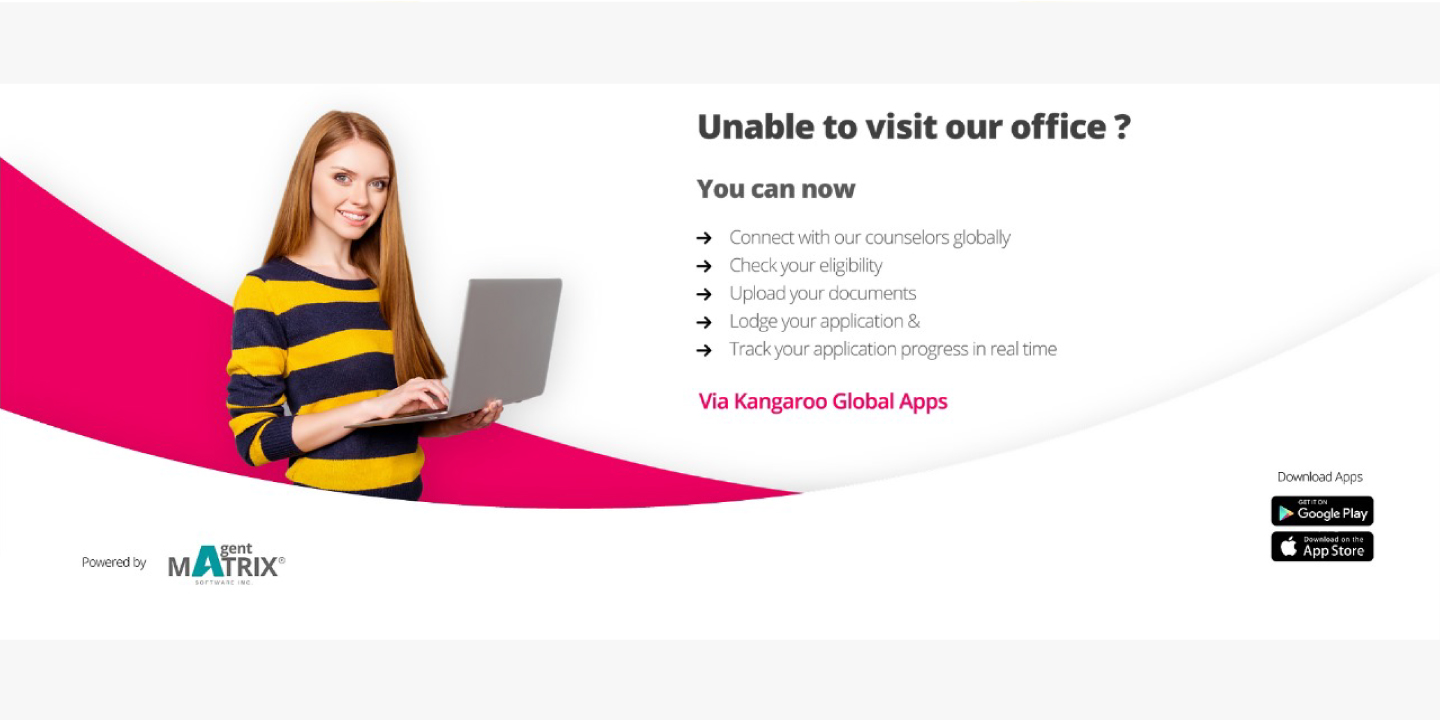 Unable to visit our office ?
You can now
→ Connect with our counselors globally
→ Check your eligibility
→ Upload your documents
→ Lodge your application &
→ Track your application progress in real time
Via Kangaroo Global Apps
Download Apps
GET IT ON
Google Play
Download on the
App Store
Powered by
Agent
MATRIX®
SOFTWARE INC.